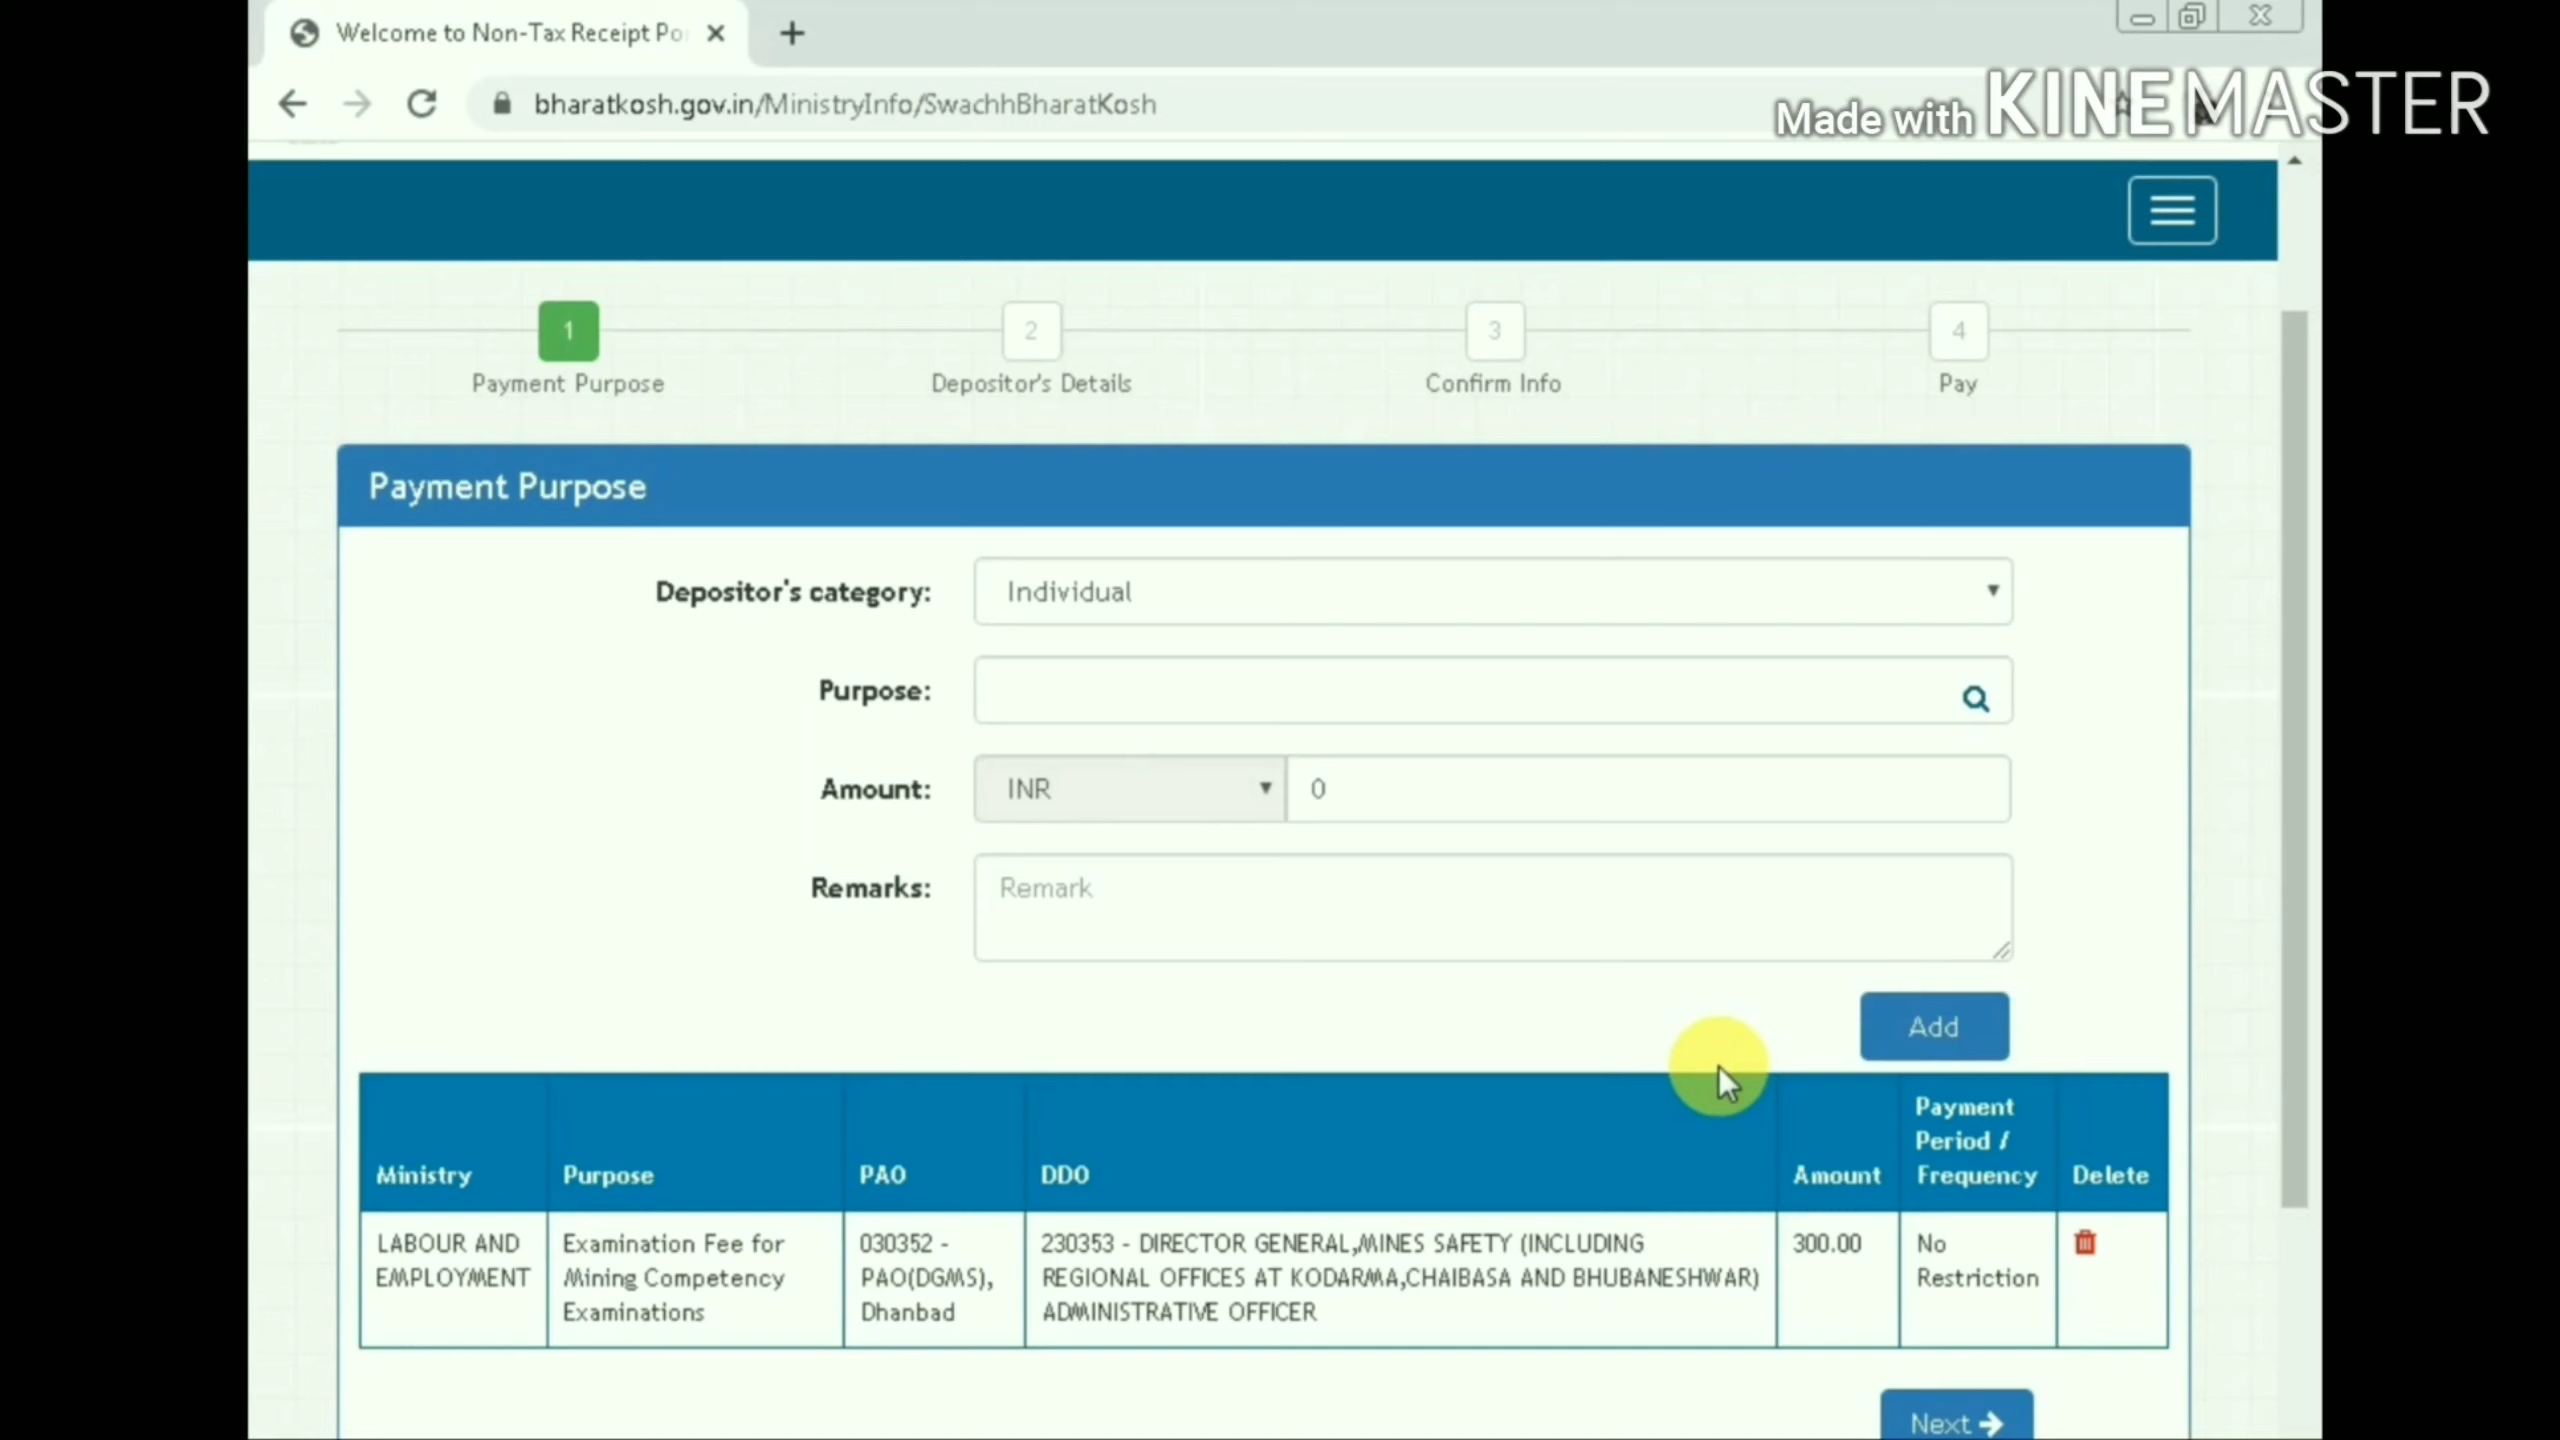 Welcome to Non-Tax Receipt Po
bharatkosh.gov.in/MinistryInfo/SwachhBharatKosh
Made with KINEMASTER
1
2
3
4
Payment Purpose
Depositor's Details
Confirm Info
Pay
Payment Purpose
Depositor's category:
Individual
Purpose:
Amount:
INR
0
Remarks:
Remark
Add
Ministry
Purpose
PAO
DDO
Amount
Payment
Period /
Frequency
Delete
LABOUR AND
EMPLOYMENT
Examination Fee for
Mining Competency
Examinations
030352 -
PAO(DGMS),
Dhanbad
230353 - DIRECTOR GENERAL,MINES SAFETY (INCLUDING
REGIONAL OFFICES AT KODARMA,CHAIBASA AND BHUBANESHWAR)
ADMINISTRATIVE OFFICER
300.00
No
Restriction
Next